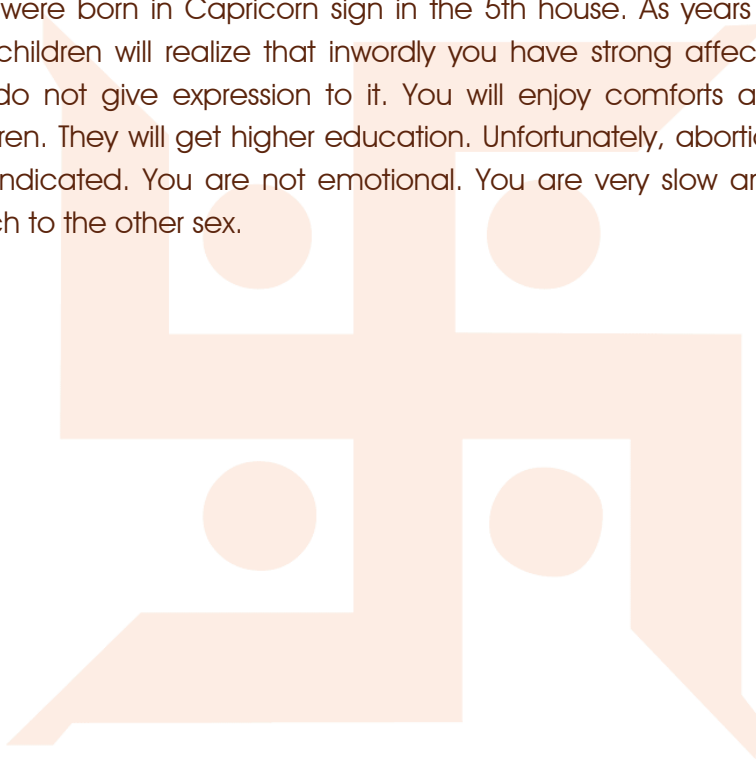 were born in Capricorn sign in the 5th house. As years
children will realize that inwordly you have strong affec
do not give expression to it. You will enjoy comforts a
ren. They will get higher education. Unfortunately, aborti
ndicated. You are not emotional. You are very slow ar
ch to the other sex.